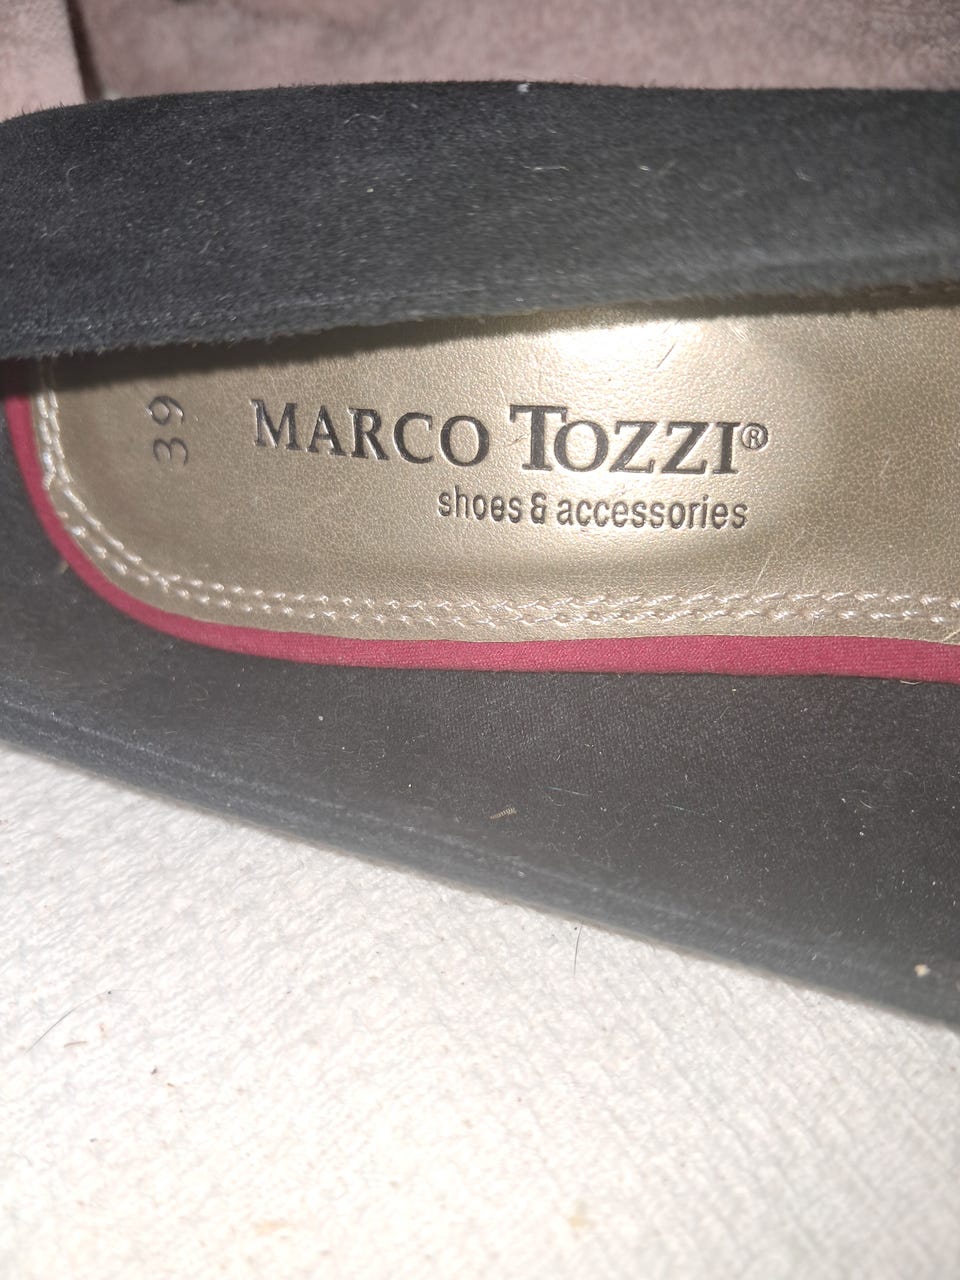 39
MARCO TOZZI®
shoes & accessories